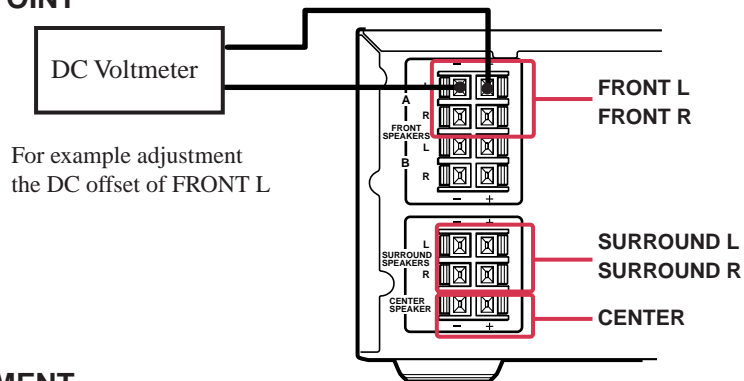 OINT
DC Voltmeter
For example adjustment
the DC offset of FRONT L
− +
L
A
R
FRONT
SPEAKERS
L
B
R
− +
− +
L
SURROUND
SPEAKERS
R
CENTER
SPEAKER
− +
FRONT L
FRONT R
SURROUND L
SURROUND R
CENTER
MENT